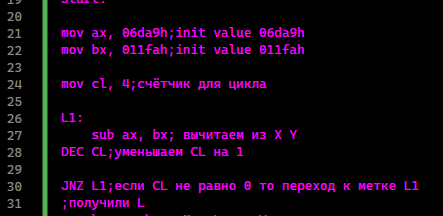 19 start:
20
21 mov ax, 06da9h;init value 06da9h
22 mov bx, 011fah;init value 011fah
23
24 mov cl, 4;счётчик для цикла
25
26 L1:
27 sub ax, bx; вычитаем из X Y
28 DEC CL;уменьшаем CL на 1
29
30 JNZ L1;если CL не равно 0 то переход к метке L1
31 ;получили L